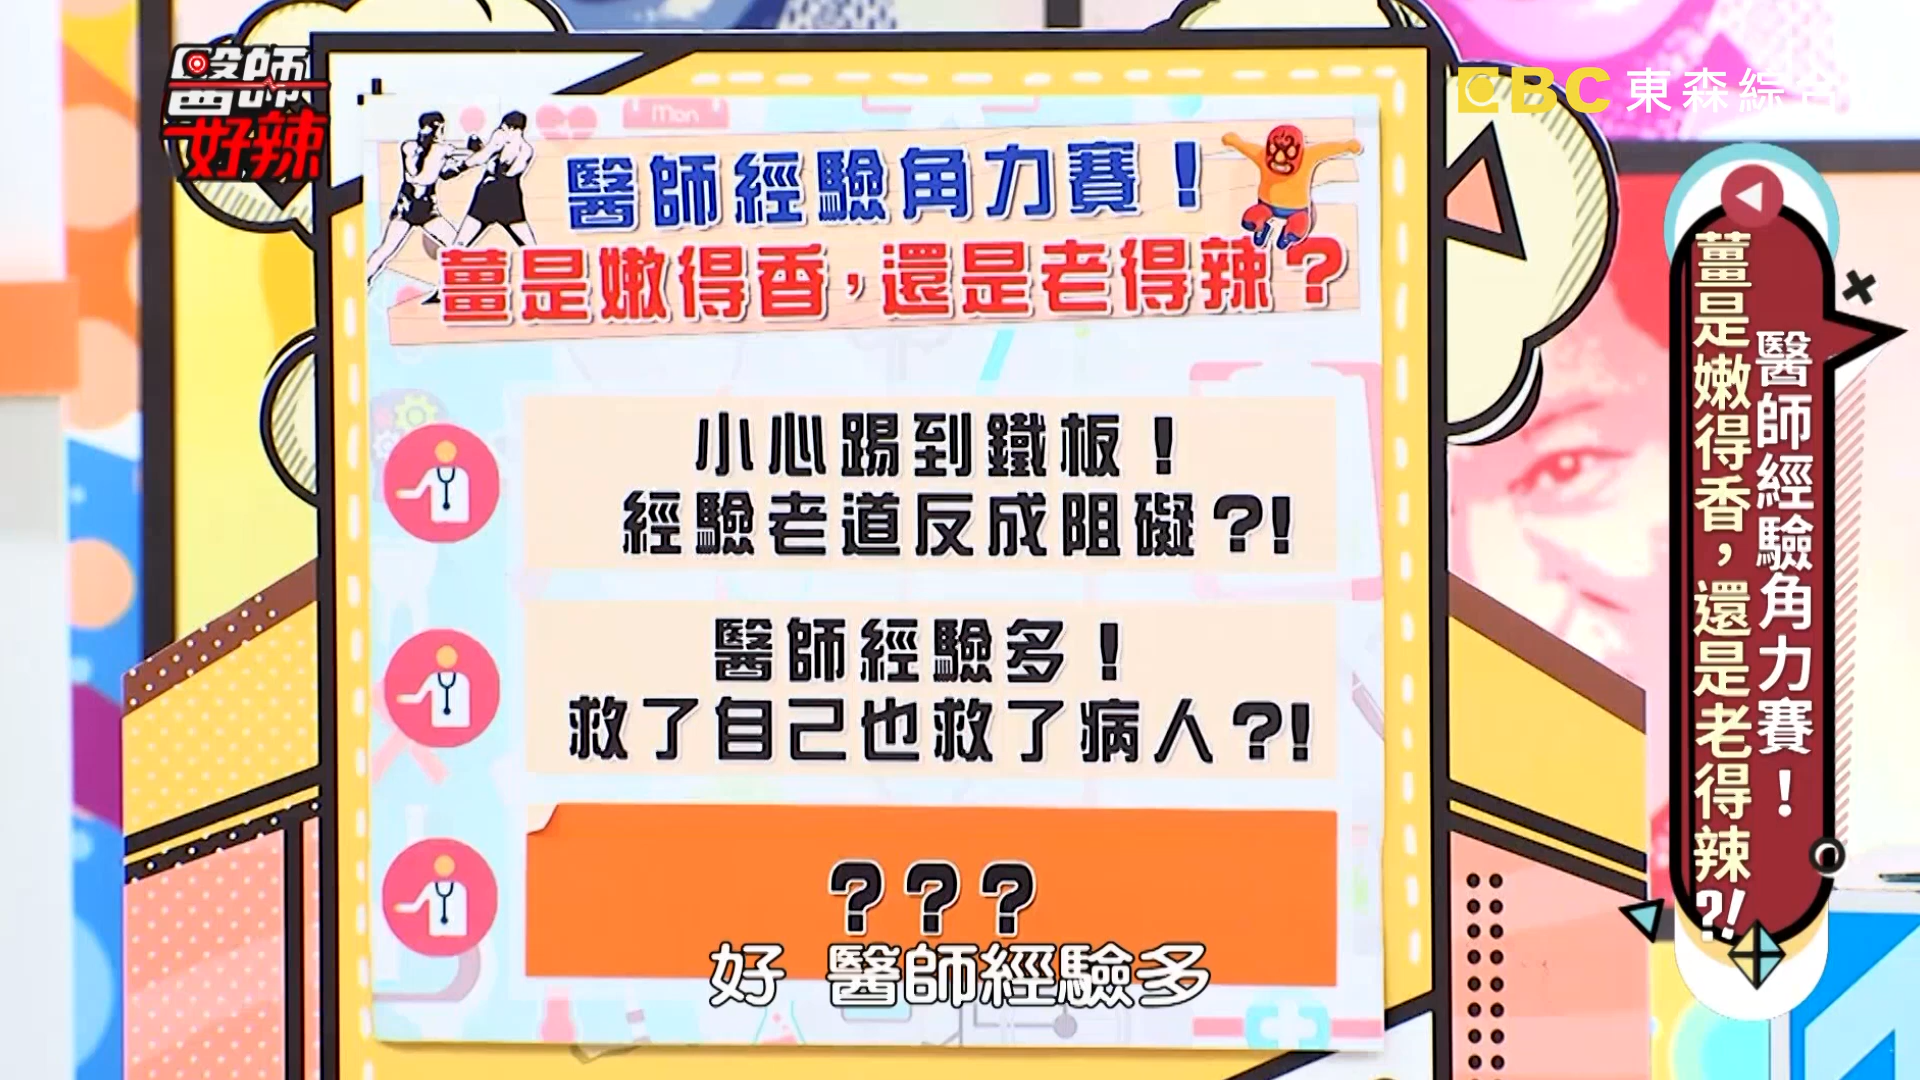 醫師
好辣
EBC 東森綜合
Mon
醫師經驗角力賽！
薑是嫩得香，還是老得辣？
小心踢到鐵板！
經驗老道反成阻礙?!
醫師經驗多！
救了自己也救了病人?!
???
好 醫師經驗多
醫師經驗角力賽！
薑是嫩得香，還是老得辣?!